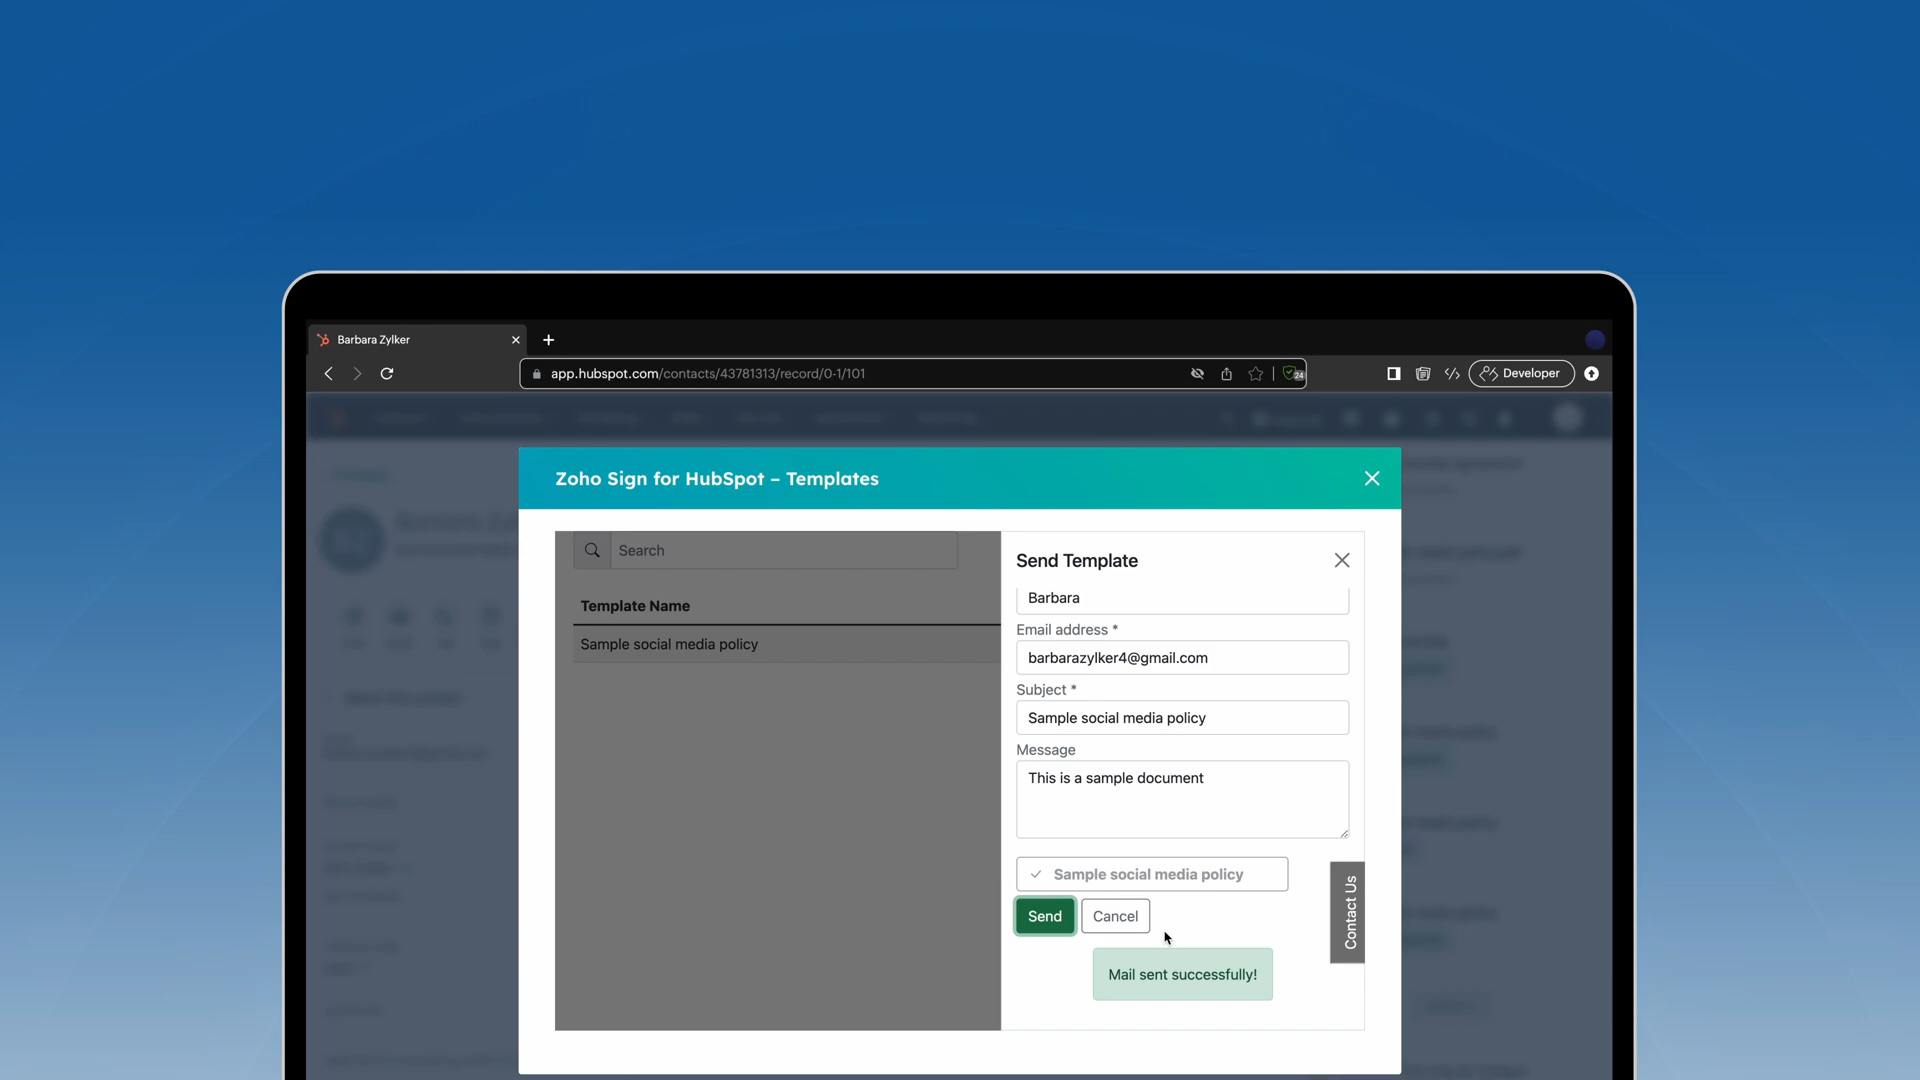 Barbara Zylker
app.hubspot.com/contacts/43781313/record/0-1/101
24
Developer
Zoho Sign for HubSpot – Templates
Search
Template Name
Sample social media policy
Send Template
Barbara
Email address *
barbarazylker4@gmail.com
Subject *
Sample social media policy
Message
This is a sample document
Sample social media policy
Send
Cancel
Contact Us
Mail sent successfully!